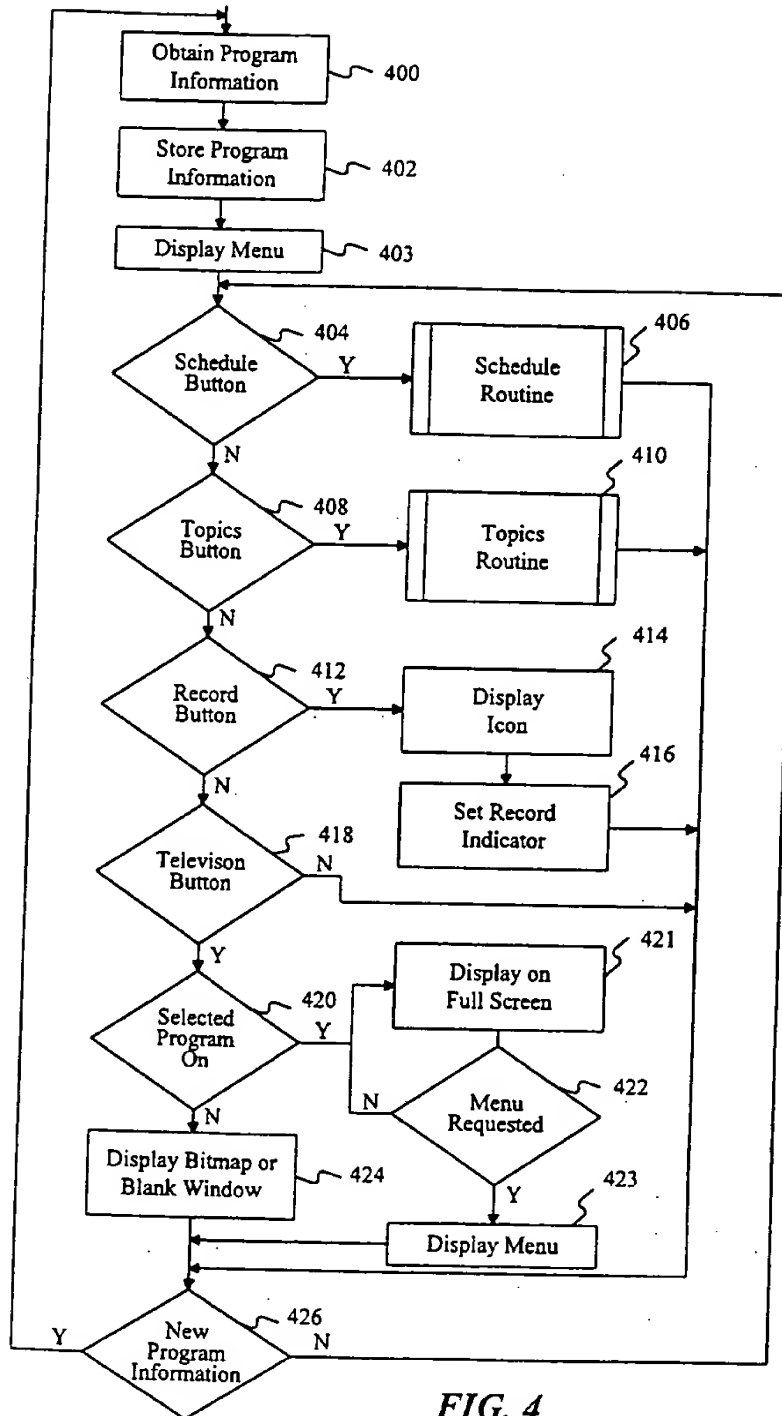 Obtain Program
Information
400
Store Program
Information
402
Display Menu
403
404
Schedule
Button
Y
406
Schedule
Routine
N
408
Topics
Button
Y
410
Topics
Routine
N
412
Record
Button
Y
414
Display
Icon
416
Set Record
Indicator
N
418
Televison
Button
N
Y
420
Selected
Program
On
Y
421
Display on
Full Screen
422
Menu
Requested
N
N
Y
Display Bitmap or
Blank Window
424
423
Display Menu
426
New
Program
Information
Y
N
FIG. 4